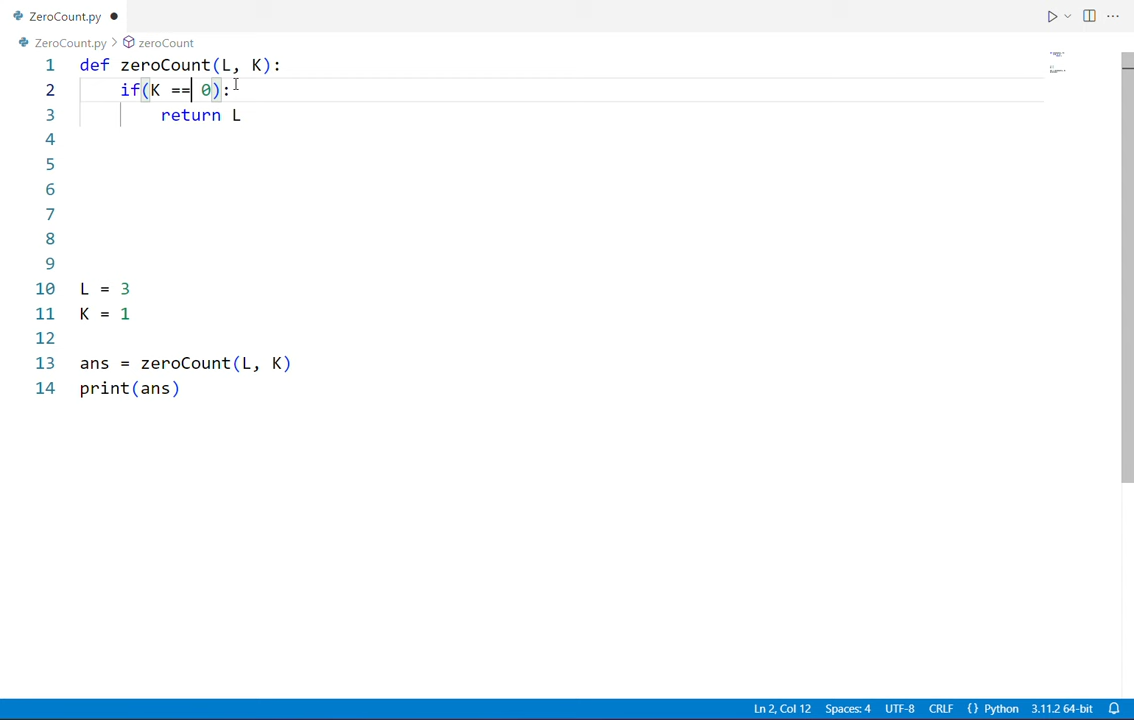 ZeroCount.py
ZeroCount.py > zeroCount
1 def zeroCount(L, K):
2 if(K == 0):
3 return L
4
5
6
7
8
9
10 L = 3
11 K = 1
12
13 ans = zeroCount(L, K)
14 print(ans)
Ln 2, Col 12 Spaces: 4 UTF-8 CRLF {} Python 3.11.2 64-bit